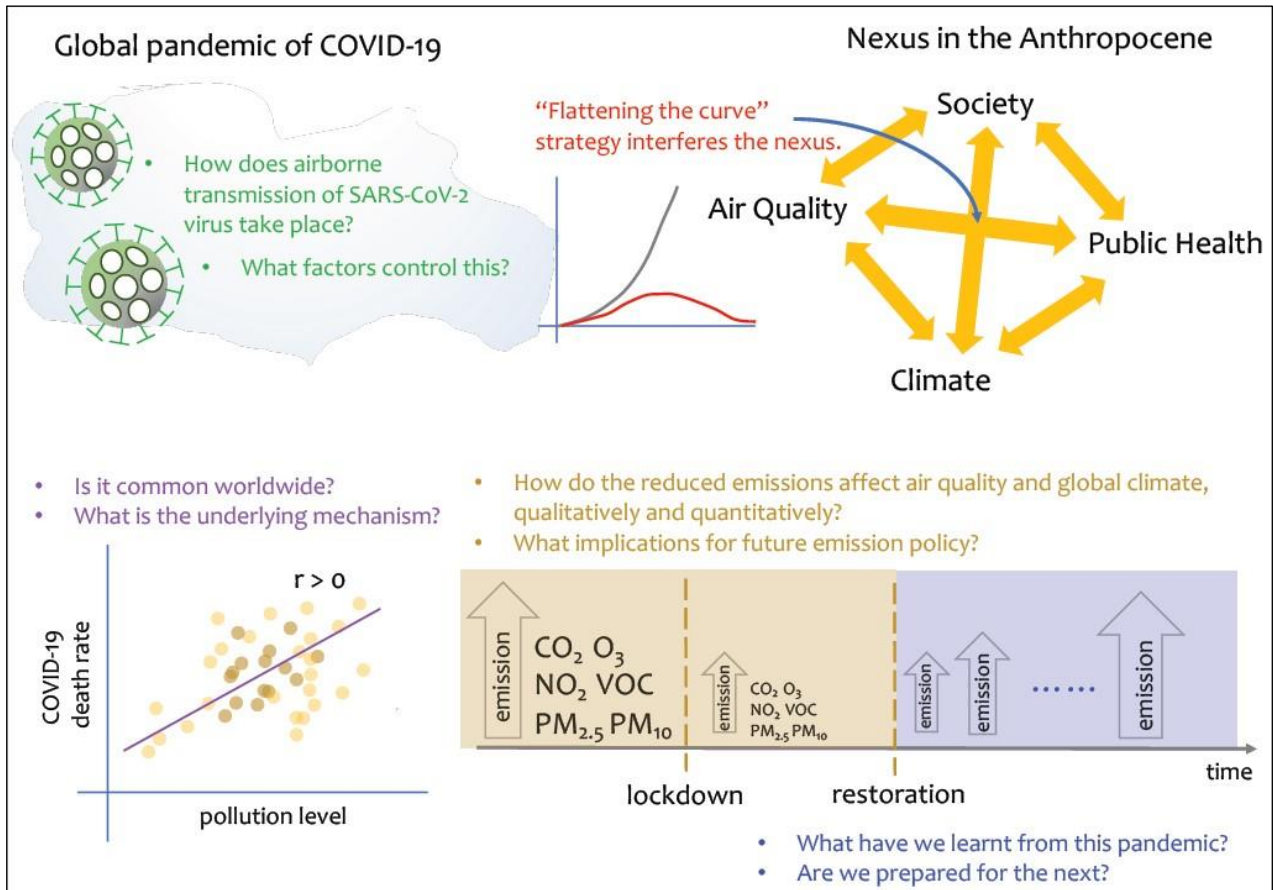 Global pandemic of COVID-19
• How does airborne
transmission of SARS-CoV-2
virus take place?
• What factors control this?
"Flattening the curve"
strategy interferes the nexus.
Nexus in the Anthropocene
Society
Air Quality
Public Health
Climate
• Is it common worldwide?
• What is the underlying mechanism?
r > 0
COVID-19
death rate
pollution level
• How do the reduced emissions affect air quality and global climate,
qualitatively and quantitatively?
• What implications for future emission policy?
emission
CO₂ O₃
NO₂ VOC
PM₂.₅ PM₁₀
emission
CO₂ O₃
NO₂ VOC
PM₂.₅ PM₁₀
emission
emission
......
emission
time
lockdown
restoration
• What have we learnt from this pandemic?
• Are we prepared for the next?